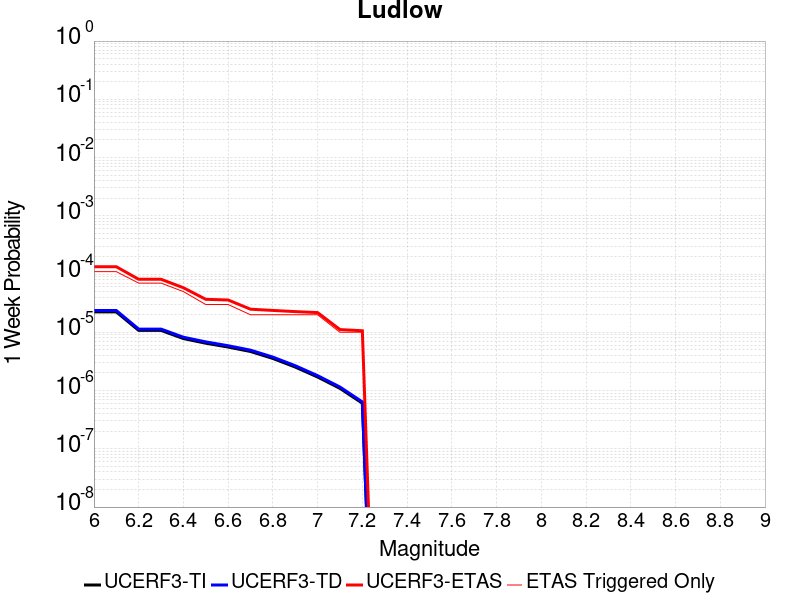 Ludlow
10^0
10^-1
10^-2
10^-3
10^-4
10^-5
10^-6
10^-7
10^-8
1 Week Probability
6 6.2 6.4 6.6 6.8 7 7.2 7.4 7.6 7.8 8 8.2 8.4 8.6 8.8 9
Magnitude
UCERF3-TI UCERF3-TD UCERF3-ETAS ETAS Triggered Only